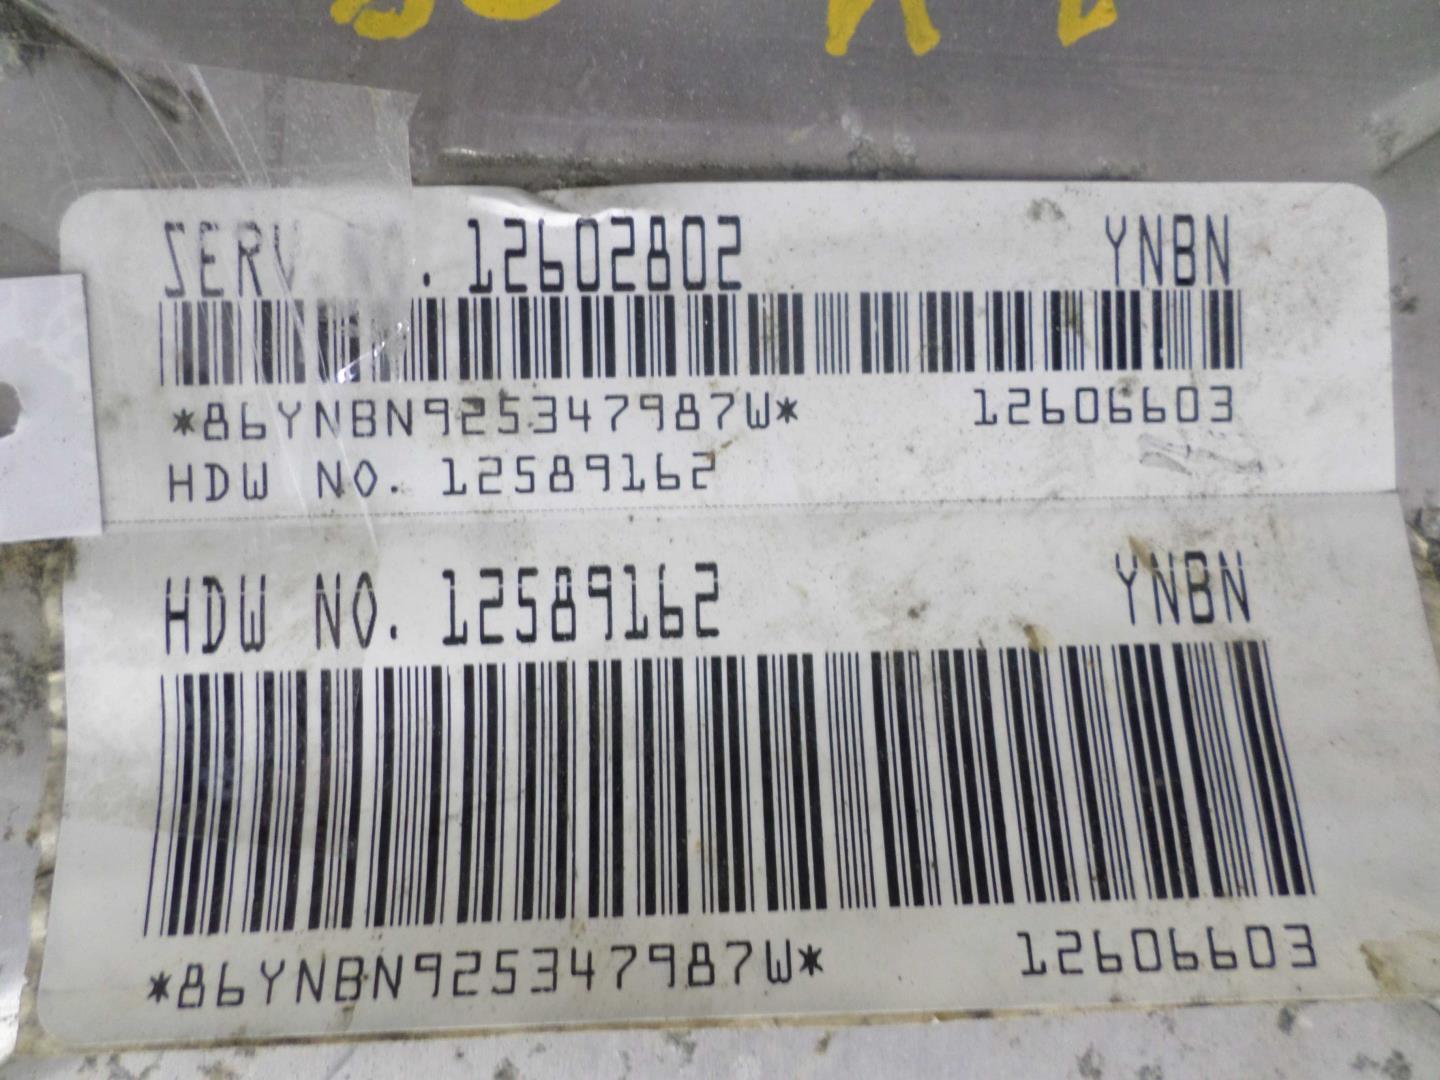 SERV . 12602802 YNBN
*86YNBN925347987W* 12606603
HDW NO. 12589162
HDW NO. 12589162 YNBN
*86YNBN925347987W* 12606603